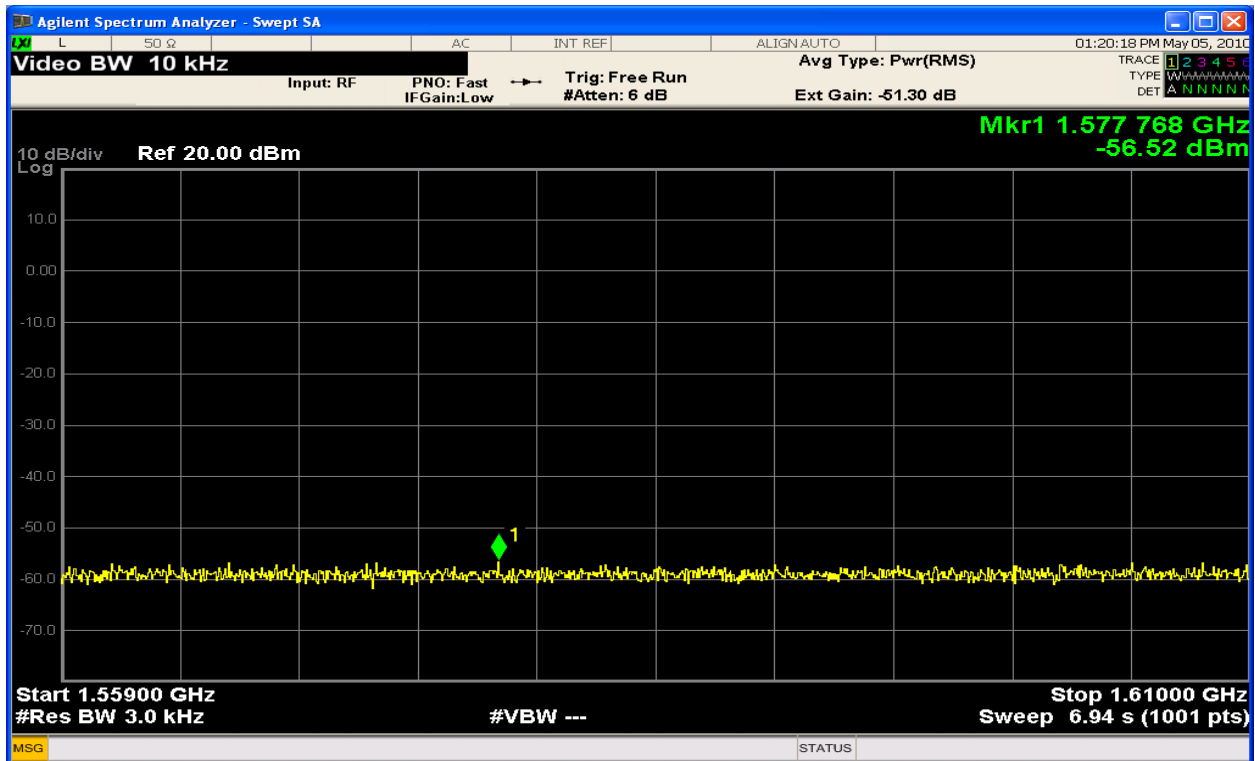 Agilent Spectrum Analyzer - Swept SA
LXI L 50 Ω AC INT REF ALIGNAUTO 01:20:18 PM May 05, 2010
Video BW 10 kHz
Input: RF
PNO: Fast
IFGain:Low
Trig: Free Run
#Atten: 6 dB
Avg Type: Pwr(RMS)
Ext Gain: -51.30 dB
TRACE 1 2 3 4 5 6
TYPE
DET A N N N N N
Mkr1 1.577 768 GHz
-56.52 dBm
10 dB/div Ref 20.00 dBm
Log
10.0
0.00
-10.0
-20.0
-30.0
-40.0
-50.0
1
-60.0
-70.0
Start 1.55900 GHz Stop 1.61000 GHz
#Res BW 3.0 kHz #VBW --- Sweep 6.94 s (1001 pts)
MSG STATUS